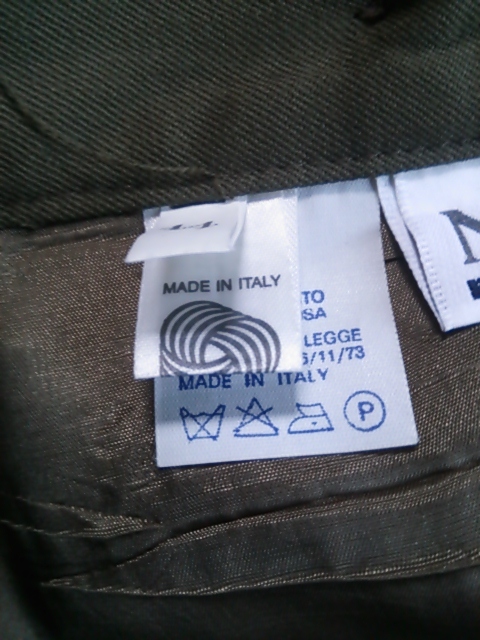 MADE IN ITALY
TO
SA
LEGGE
/11/73
MADE IN ITALY
P
N